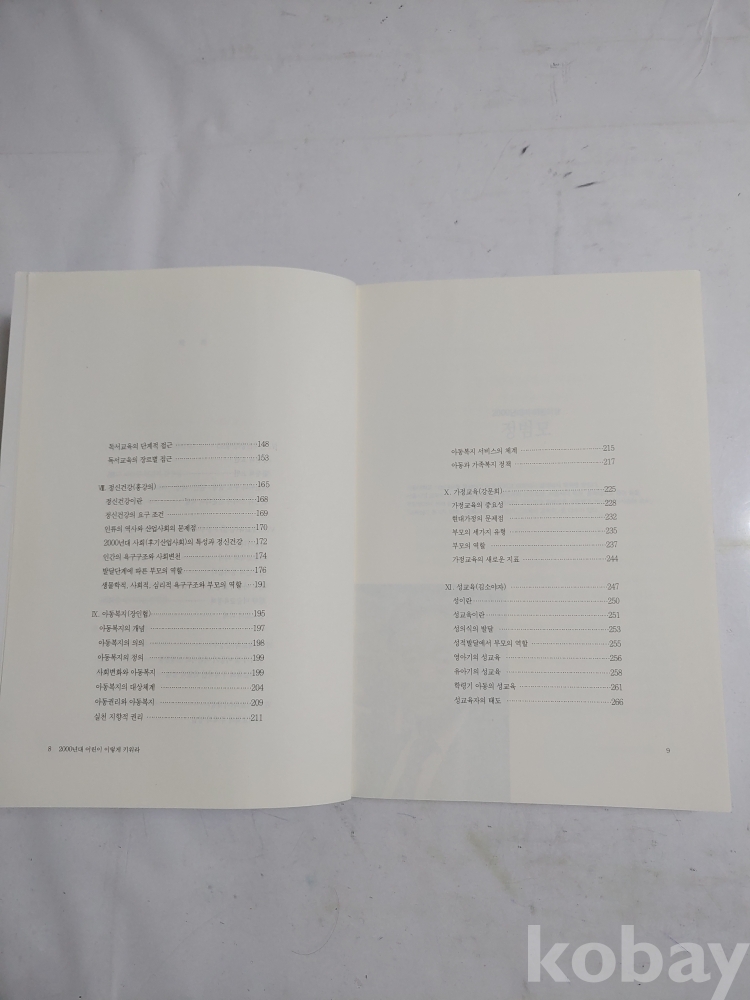 독서교육의 단계적 접근 148
독서교육의 장르별 접근 153
Ⅷ. 정신건강(홍강의) 165
정신건강이란 168
정신건강의 요구 조건 169
인류의 역사와 산업사회의 문제점 170
2000년대 사회(후기산업사회)의 특성과 정신건강 172
인간의 욕구구조와 사회변천 174
발달단계에 따른 부모의 역할 176
생물학적, 사회적, 심리적 욕구구조와 부모의 역할 191
Ⅸ. 아동복지(장인협) 195
아동복지의 개념 197
아동복지의 의의 198
아동복지의 정의 199
사회변화와 아동복지 199
아동복지의 대상체계 204
아동권리와 아동복지 209
실천 지향적 권리 211
8 2000년대 어린이 이렇게 키워라
아동복지 서비스의 체계 215
아동과 가족복지 정책 217
Ⅹ. 가정교육(강문희) 225
가정교육의 중요성 228
현대가정의 문제점 232
부모의 세가지 유형 235
부모의 역할 237
가정교육의 새로운 지표 244
ⅩⅠ. 성교육(김소야자) 247
성이란 250
성교육이란 251
성의식의 발달 253
성적발달에서 부모의 역할 255
영아기의 성교육 256
유아기의 성교육 258
학령기 아동의 성교육 261
성교육자의 태도 266
9
kobay